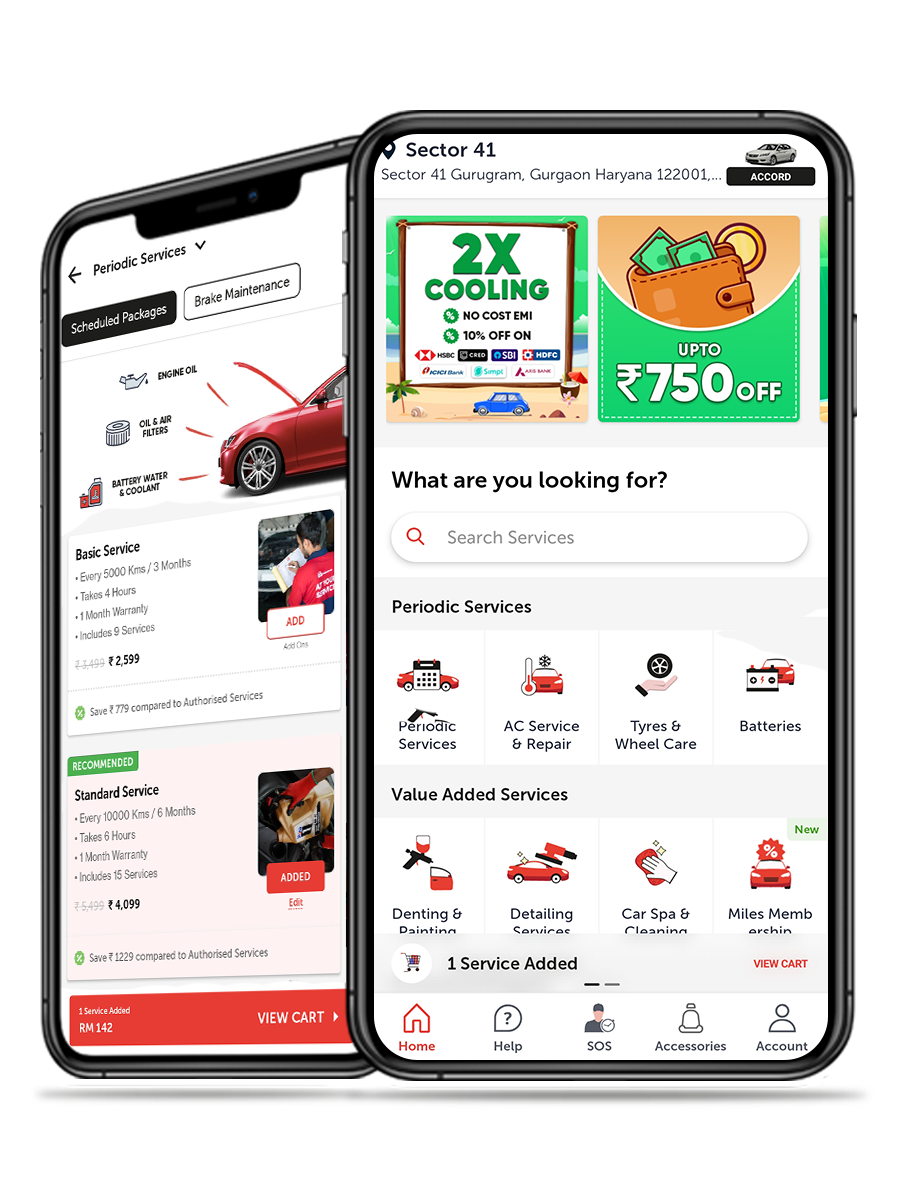 Periodic Services
Scheduled Packages
Brake Maintenance
ENGINE OIL
OIL & AIR
FILTERS
BATTERY WATER
& COOLANT
Basic Service
• Every 5000 Kms / 3 Months
• Takes 4 Hours
• 1 Month Warranty
• Includes 9 Services
₹ 3,499 ₹ 2,599
AT YOUR
SERVICE
ADD
Add Ons
Save ₹ 779 compared to Authorised Services
RECOMMENDED
Standard Service
• Every 10000 Kms / 6 Months
• Takes 6 Hours
• 1 Month Warranty
• Includes 15 Services
₹ 5,499 ₹ 4,099
ADDED
Edit
Save ₹ 1229 compared to Authorised Services
1 Service Added
RM 142
VIEW CART
Sector 41
Sector 41 Gurugram, Gurgaon Haryana 122001,...
ACCORD
2X
COOLING
NO COST EMI
10% OFF ON
HSBC CRED SBI HDFC
ICICI Bank Simpl AXIS BANK
UPTO
₹750 OFF
What are you looking for?
Search Services
Periodic Services
Periodic
Services
AC Service
& Repair
Tyres &
Wheel Care
Batteries
Value Added Services
New
Denting &
Painting
Detailing
Services
Car Spa &
Cleaning
Miles Memb
ership
1 Service Added
VIEW CART
Home
Help
SOS
Accessories
Account